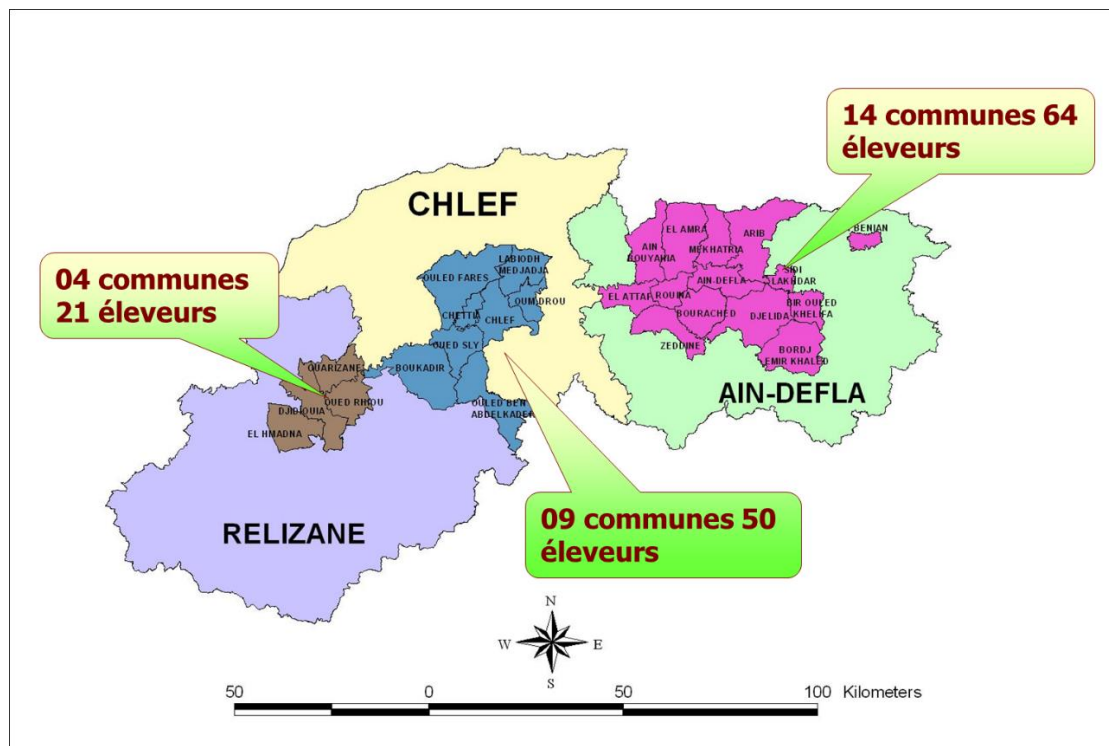 14 communes 64
éleveurs
CHLEF
04 communes
21 éleveurs
BENIAN
EL AMRA
ARIB
MEKHATRIA
AIN
BOUYAHIA
SIDI
LAKHDAR
AIN-DEFLA
EL ATTAF
ROUINA
BIR OULED
KHELIFA
BOURACHED
DJELIDA
ZEDDINE
BORDJ
EMIR KHALED
AIN-DEFLA
LABIODH
MEDJADJA
OULED FARES
OUM DROU
CHETTIA
CHLEF
OUED SLY
BOUKADIR
OULED BEN
ABDELKADER
OUARIZANE
OUED RHIOU
DJIDIOUIA
EL HMADNA
RELIZANE
09 communes 50
éleveurs
N
W
E
S
50
0
50
100
Kilometers